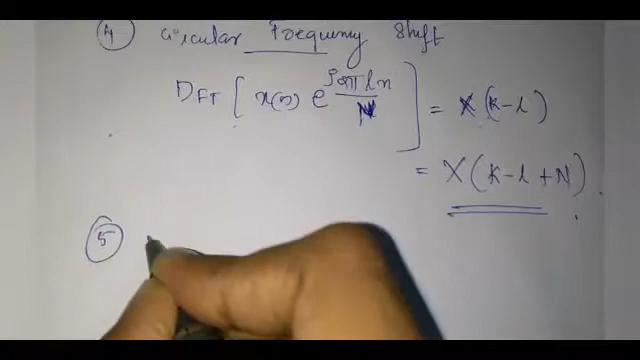 4 Circular Frequency Shift
DFT [ x(n) e^(j2πln/N) ] = X(k-l)
= X(k-l+N).
5